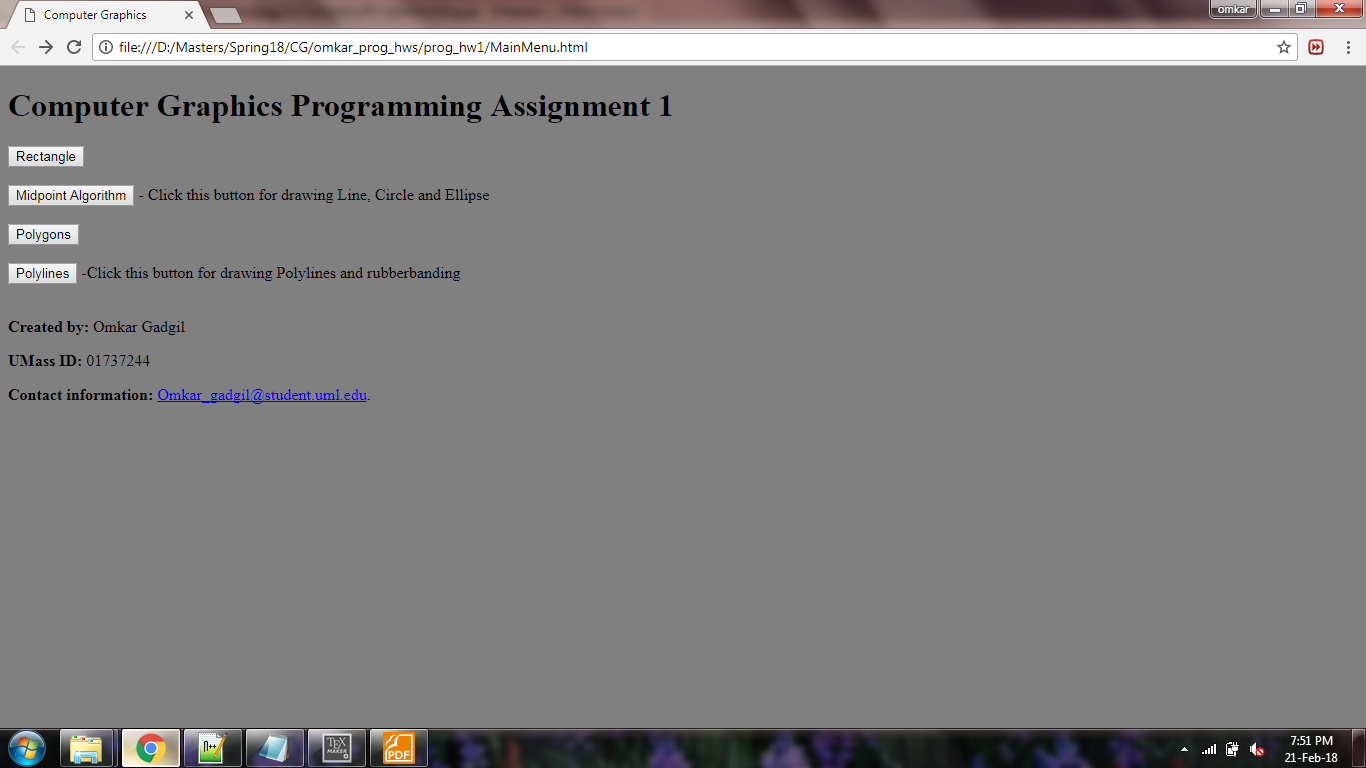 Computer Graphics
omkar
file:///D:/Masters/Spring18/CG/omkar_prog_hws/prog_hw1/MainMenu.html
Computer Graphics Programming Assignment 1
Rectangle
Midpoint Algorithm - Click this button for drawing Line, Circle and Ellipse
Polygons
Polylines -Click this button for drawing Polylines and rubberbanding
Created by: Omkar Gadgil
UMass ID: 01737244
Contact information: Omkar_gadgil@student.uml.edu.
TEX
MAKER
PDF
7:51 PM
21-Feb-18